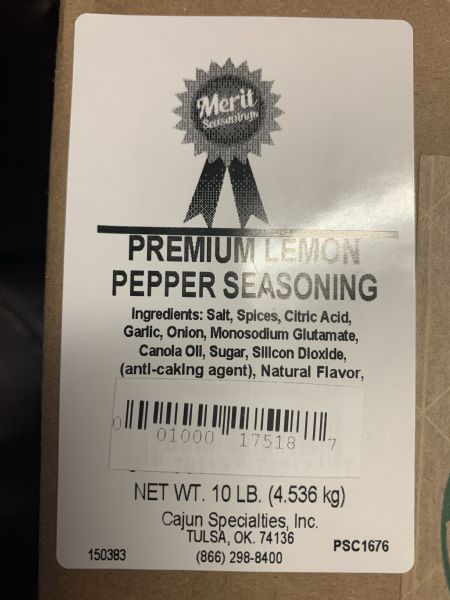 Merit
Seasonings
PREMIUM LEMON
PEPPER SEASONING
Ingredients: Salt, Spices, Citric Acid,
Garlic, Onion, Monosodium Glutamate,
Canola Oil, Sugar, Silicon Dioxide,
(anti-caking agent), Natural Flavor,
0 01000 17518 7
NET WT. 10 LB. (4.536 kg)
Cajun Specialties, Inc.
TULSA, OK. 74136
150383 (866) 298-8400 PSC1676